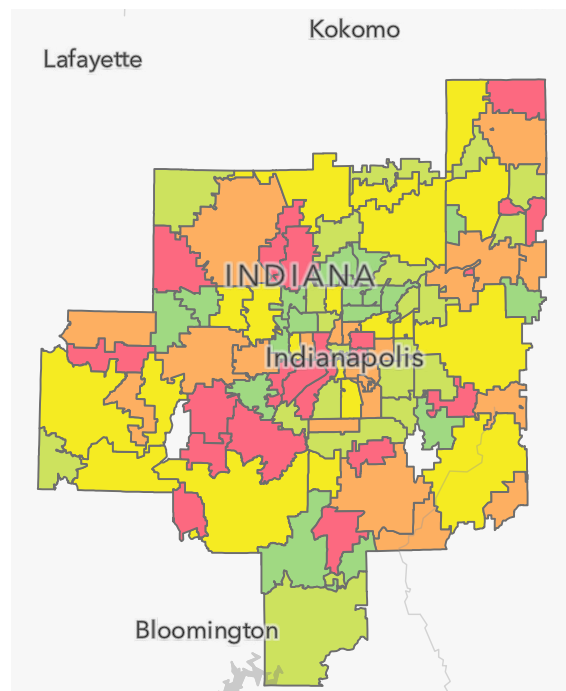 Kokomo
Lafayette
INDIANA
Indianapolis
Bloomington